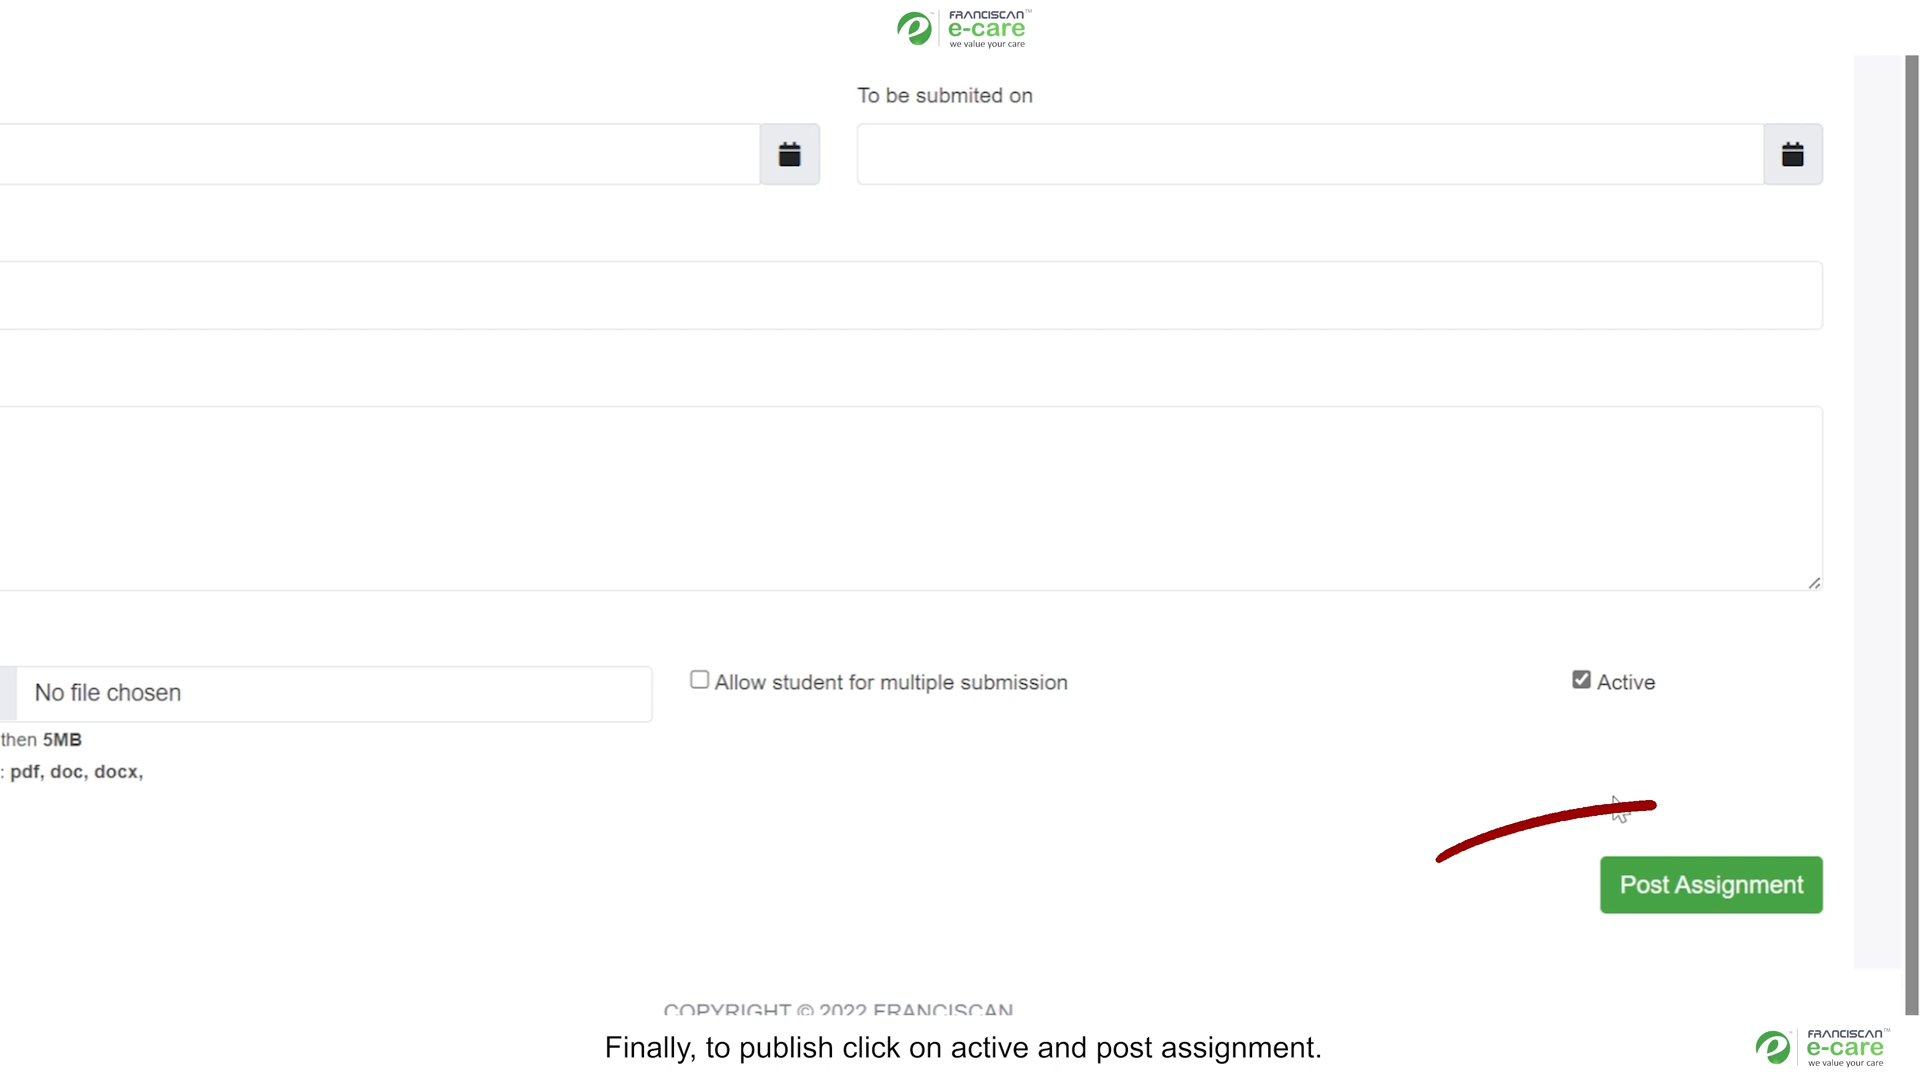 FRANCISCAN™
e-care
we value your care
To be submited on
No file chosen
Allow student for multiple submission
Active
then 5MB
: pdf, doc, docx,
Post Assignment
COPYRIGHT © 2022 FRANCISCAN
Finally, to publish click on active and post assignment.
FRANCISCAN™
e-care
we value your care